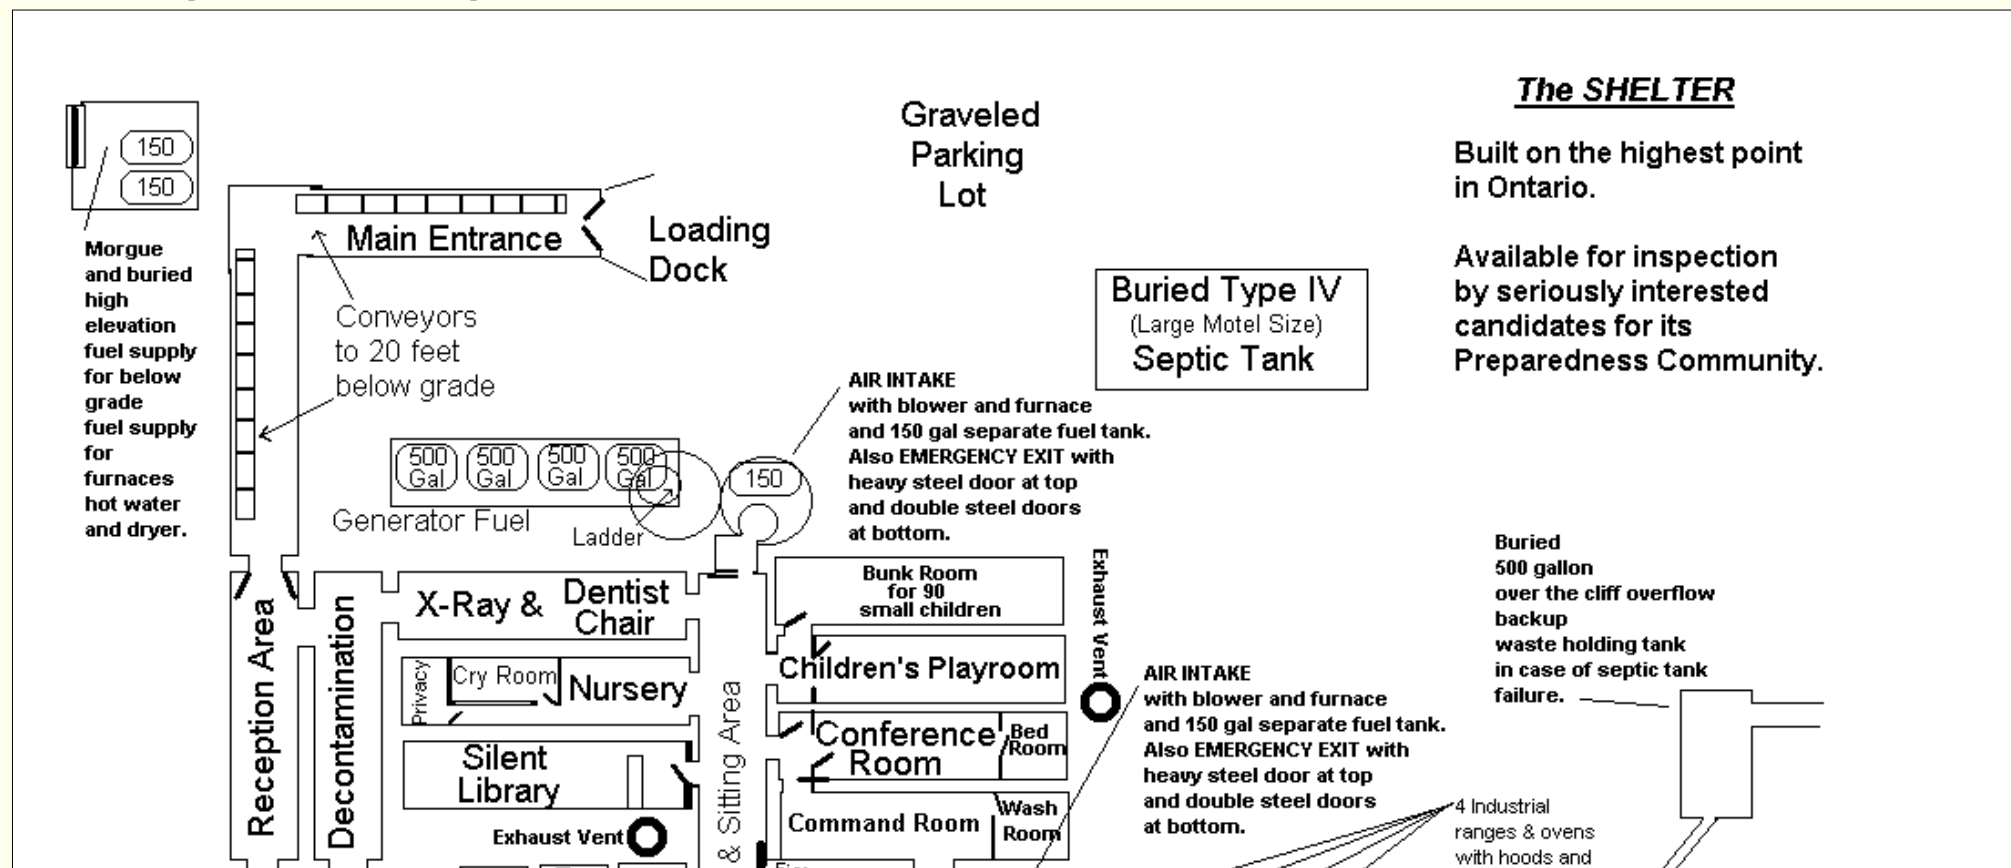 The SHELTER
Built on the highest point
in Ontario.
Available for inspection
by seriously interested
candidates for its
Preparedness Community.
Graveled
Parking
Lot
150
150
Main Entrance
Loading
Dock
Morgue
and buried
high
elevation
fuel supply
for below
grade
fuel supply
for
furnaces
hot water
and dryer.
Conveyors
to 20 feet
below grade
Buried Type IV
(Large Motel Size)
Septic Tank
AIR INTAKE
with blower and furnace
and 150 gal separate fuel tank.
Also EMERGENCY EXIT with
heavy steel door at top
and double steel doors
at bottom.
500
Gal
500
Gal
500
Gal
500
Gal
150
Generator Fuel
Ladder
Buried
500 gallon
over the cliff overflow
backup
waste holding tank
in case of septic tank
failure.
Reception Area
Decontamination
X-Ray &
Dentist
Chair
Bunk Room
for 90
small children
Exhaust Vent
Privacy
Cry Room
Nursery
Children's Playroom
Silent
Library
& Sitting Area
Conference
Room
Bed
Room
AIR INTAKE
with blower and furnace
and 150 gal separate fuel tank.
Also EMERGENCY EXIT with
heavy steel door at top
and double steel doors
at bottom.
Exhaust Vent
Command Room
Wash
Room
4 Industrial
ranges & ovens
with hoods and